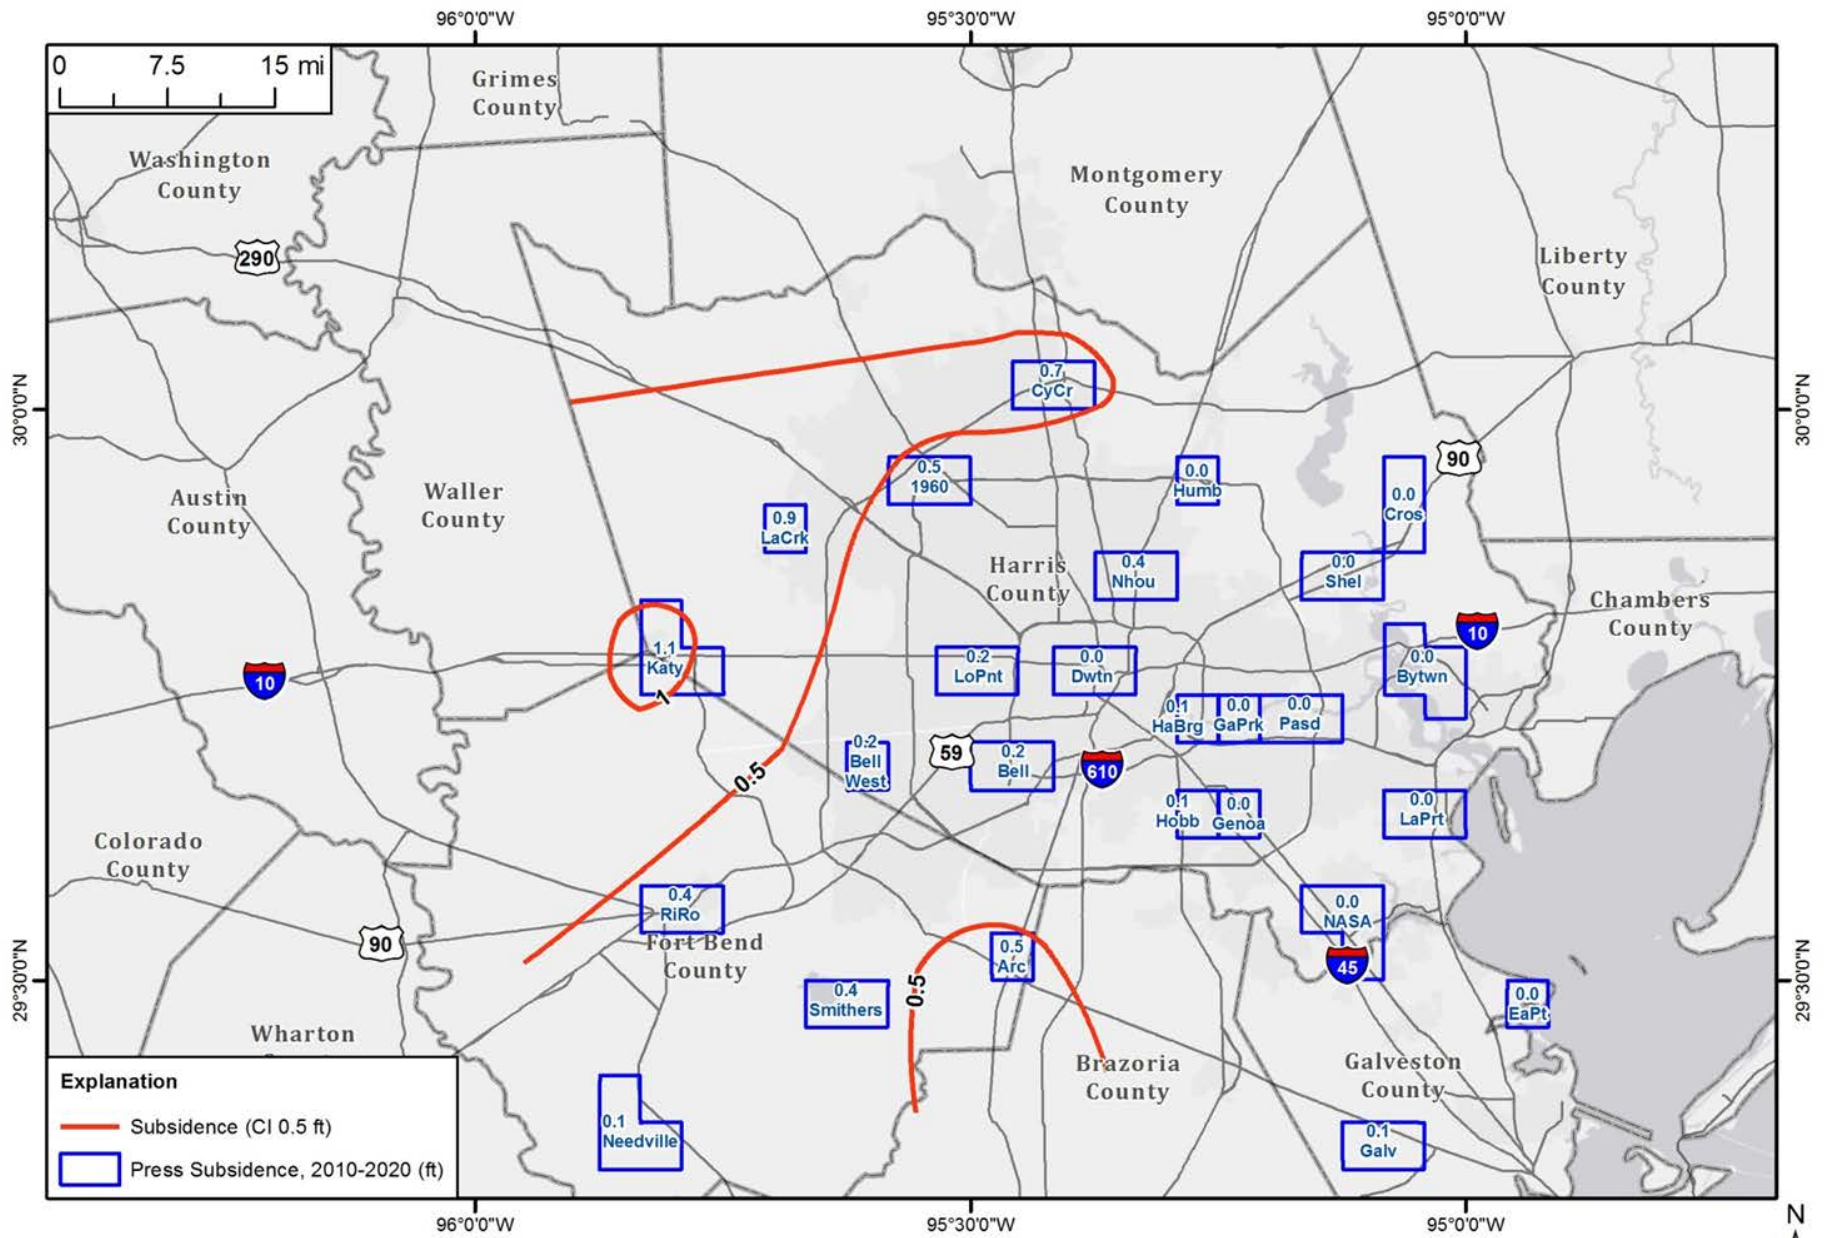 96°0'0"W
95°30'0"W
95°0'0"W
0 7.5 15 mi
Grimes
County
Washington
County
Montgomery
County
290
Liberty
County
30°0'0"N
30°0'0"N
0.7
CyCr
90
0.5
1960
0.0
Humb
0.0
Cros
Austin
County
Waller
County
0.9
LaCrk
Harris
County
0.4
Nhou
0.0
Shel
Chambers
County
10
10
1.1
Katy
1
0.2
LoPnt
0.0
Dwtn
0.0
Bytwn
0.1
HaBrg
0.0
GaPrk
0.0
Pasd
0.2
Bell
West
59
0.2
Bell
610
0.5
0.1
Hobb
0.0
Genoa
0.0
LaPrt
Colorado
County
0.4
RiRo
0.0
NASA
90
Fort Bend
County
0.5
Arc
45
29°30'0"N
29°30'0"N
0.5
0.4
Smithers
0.0
EaPt
Wharton
Brazoria
County
Galveston
County
Explanation
Subsidence (CI 0.5 ft)
Press Subsidence, 2010-2020 (ft)
0.1
Needville
0.1
Galv
96°0'0"W
95°30'0"W
95°0'0"W
N